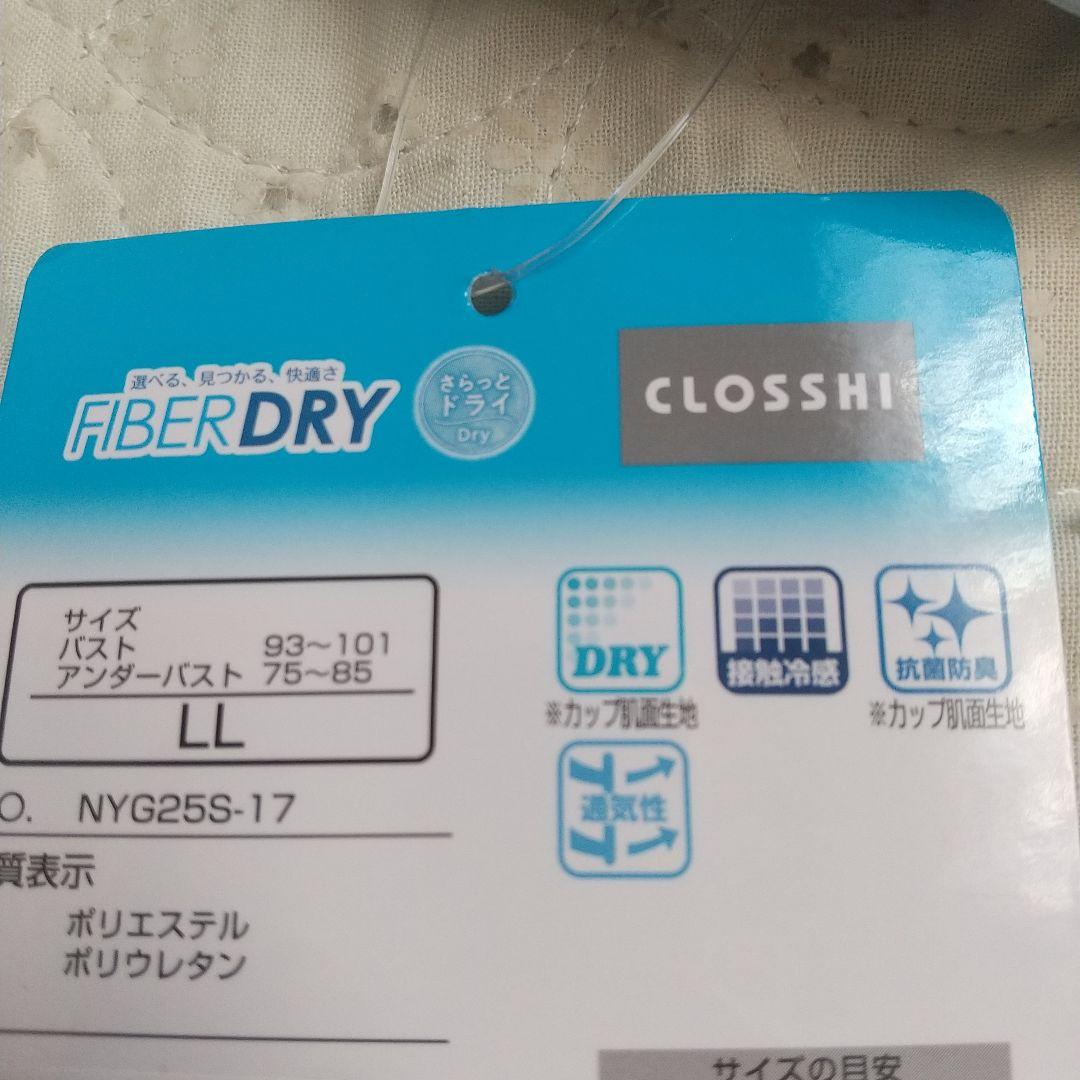 選べる、見つかる、快適さ
FIBERDRY
さらっと
ドライ
Dry
CLOSSHI
サイズ
バスト 93〜101
アンダーバスト 75〜85
LL
O. NYG25S-17
質表示
ポリエステル
ポリウレタン
DRY
※カップ肌面生地
接触冷感
抗菌防臭
※カップ肌面生地
通気性
サイズの目安